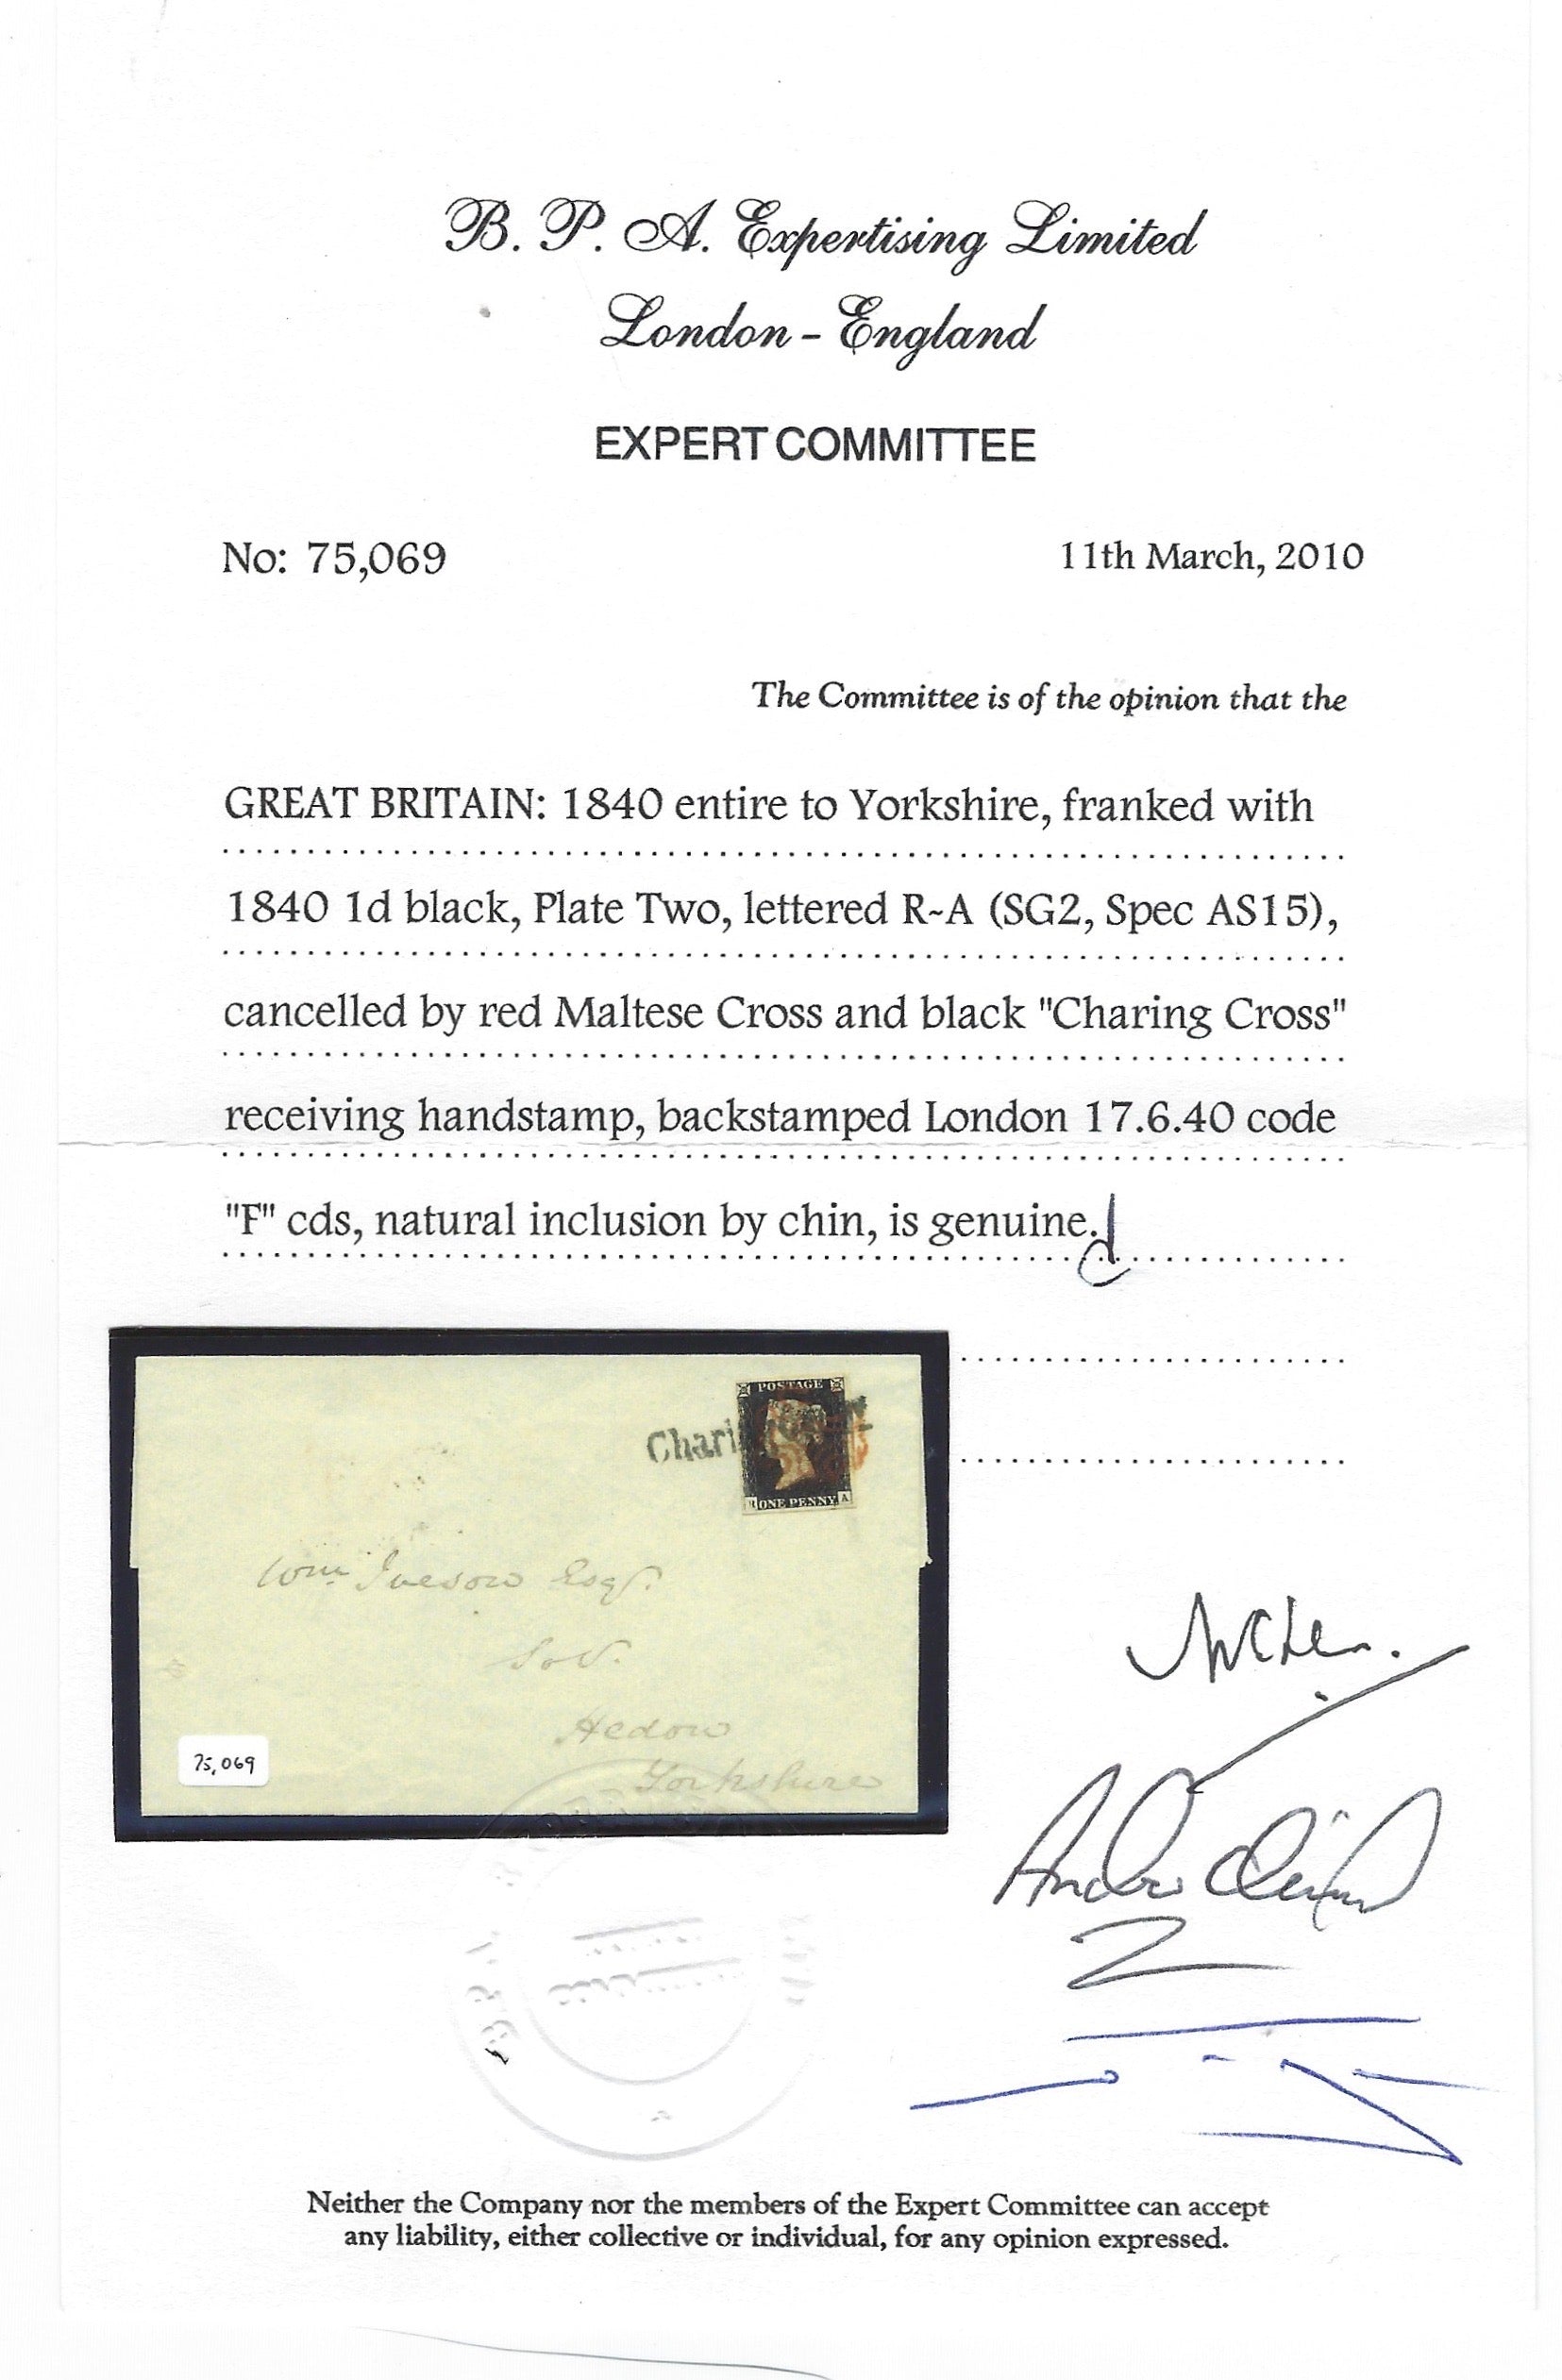 B. P. A. Expertising Limited
London - England
EXPERT COMMITTEE
No: 75,069
11th March, 2010
The Committee is of the opinion that the
GREAT BRITAIN: 1840 entire to Yorkshire, franked with
1840 1d black, Plate Two, lettered R~A (SG2, Spec AS15),
cancelled by red Maltese Cross and black "Charing Cross"
receiving handstamp, backstamped London 17.6.40 code
"F" cds, natural inclusion by chin, is genuine.
POSTAGE
Chari
R ONE PENNY A
Wm. Iveson Esqr.
Hedon
Yorkshire
75,069
Neither the Company nor the members of the Expert Committee can accept
any liability, either collective or individual, for any opinion expressed.